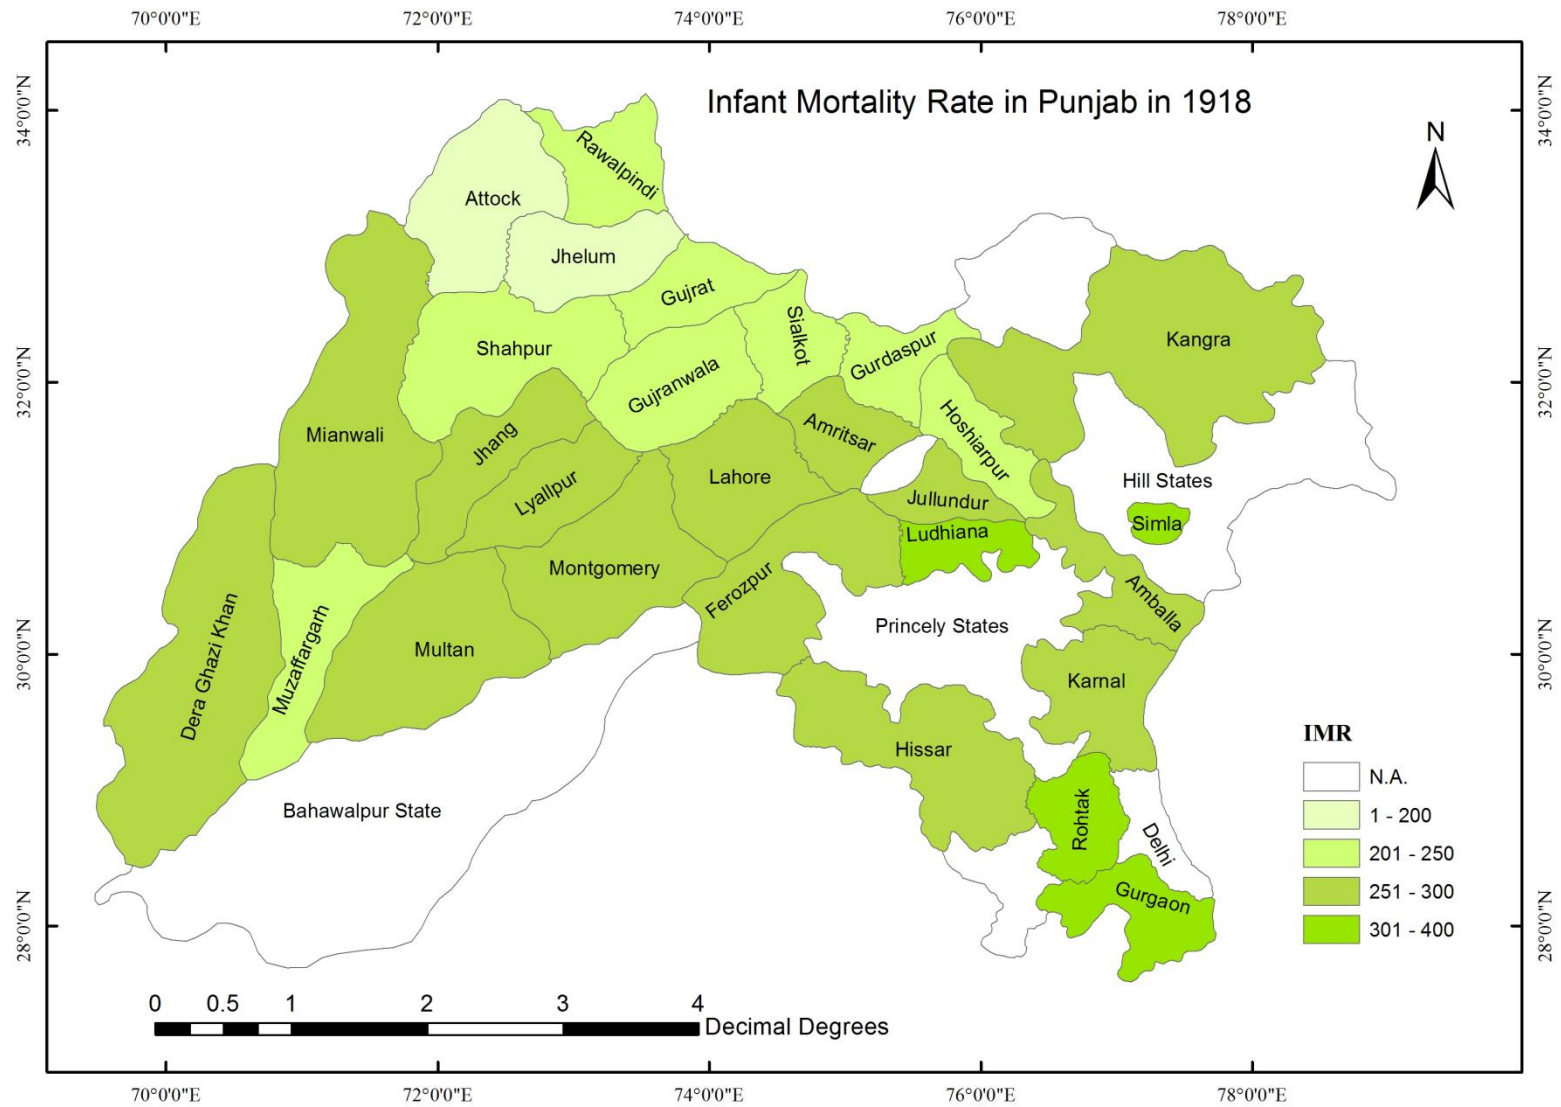 70°0'0"E 72°0'0"E 74°0'0"E 76°0'0"E 78°0'0"E
Infant Mortality Rate in Punjab in 1918
34°0'0"N
34°0'0"N
N
Rawalpindi
Attock
Jhelum
Gujrat
Sialkot
Kangra
Shahpur
Gurdaspur
32°0'0"N
32°0'0"N
Gujranwala
Mianwali
Jhang
Amritsar
Hoshiarpur
Lyallpur
Lahore
Hill States
Jullundur
Simla
Ludhiana
Montgomery
Ferozpur
Amballa
Princely States
Dera Ghazi Khan
Muzaffargarh
Multan
30°0'0"N
30°0'0"N
Karnal
Hissar
IMR
N.A.
Bahawalpur State
1 - 200
Rohtak
Delhi
201 - 250
Gurgaon
251 - 300
28°0'0"N
28°0'0"N
301 - 400
0 0.5 1 2 3 4
Decimal Degrees
70°0'0"E 72°0'0"E 74°0'0"E 76°0'0"E 78°0'0"E